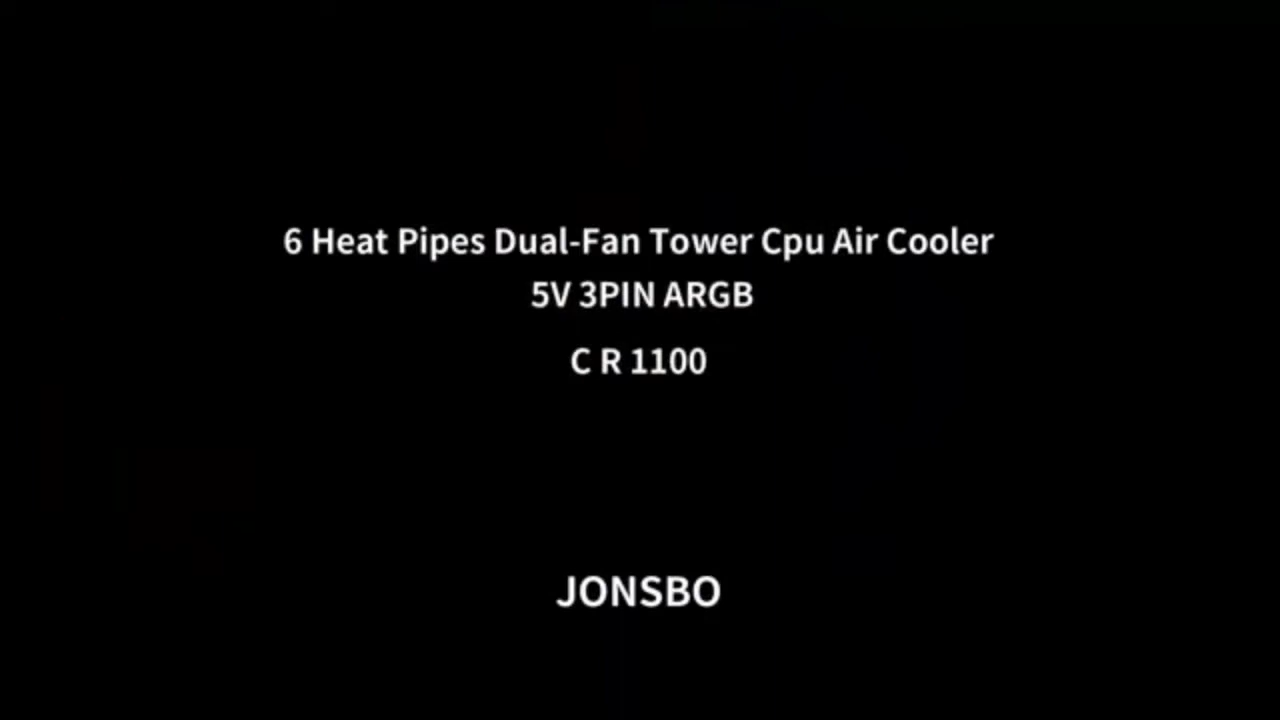 6 Heat Pipes Dual-Fan Tower Cpu Air Cooler
5V 3PIN ARGB
C R 1100
JONSBO